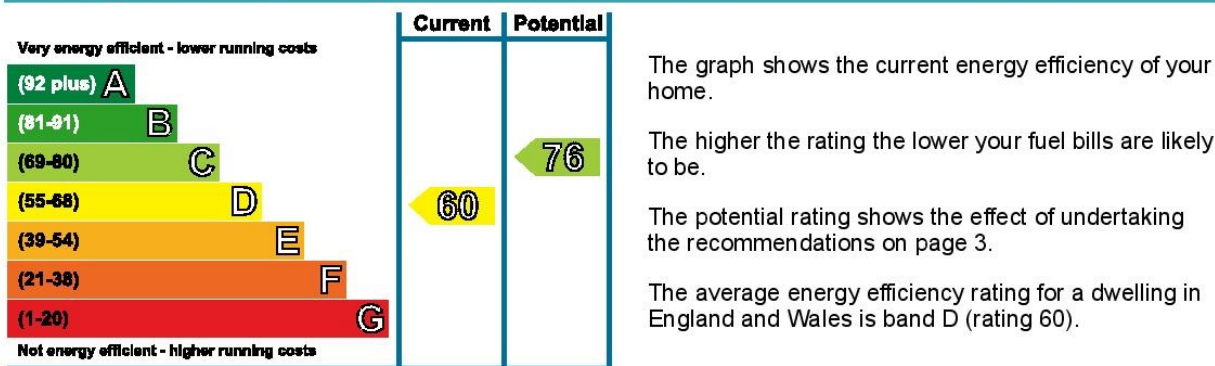 Current Potential
Very energy efficient - lower running costs
(92 plus) A
(81-91) B
(69-80) C
76
(55-68) D
60
(39-54) E
(21-38) F
(1-20) G
Not energy efficient - higher running costs
The graph shows the current energy efficiency of your
home.
The higher the rating the lower your fuel bills are likely
to be.
The potential rating shows the effect of undertaking
the recommendations on page 3.
The average energy efficiency rating for a dwelling in
England and Wales is band D (rating 60).